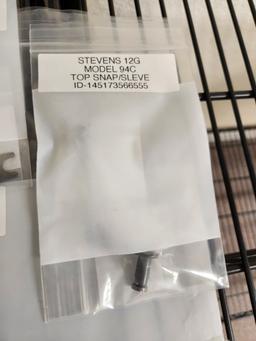 STEVENS 12G
MODEL 94C
TOP SNAP/SLEVE
ID-145173566555